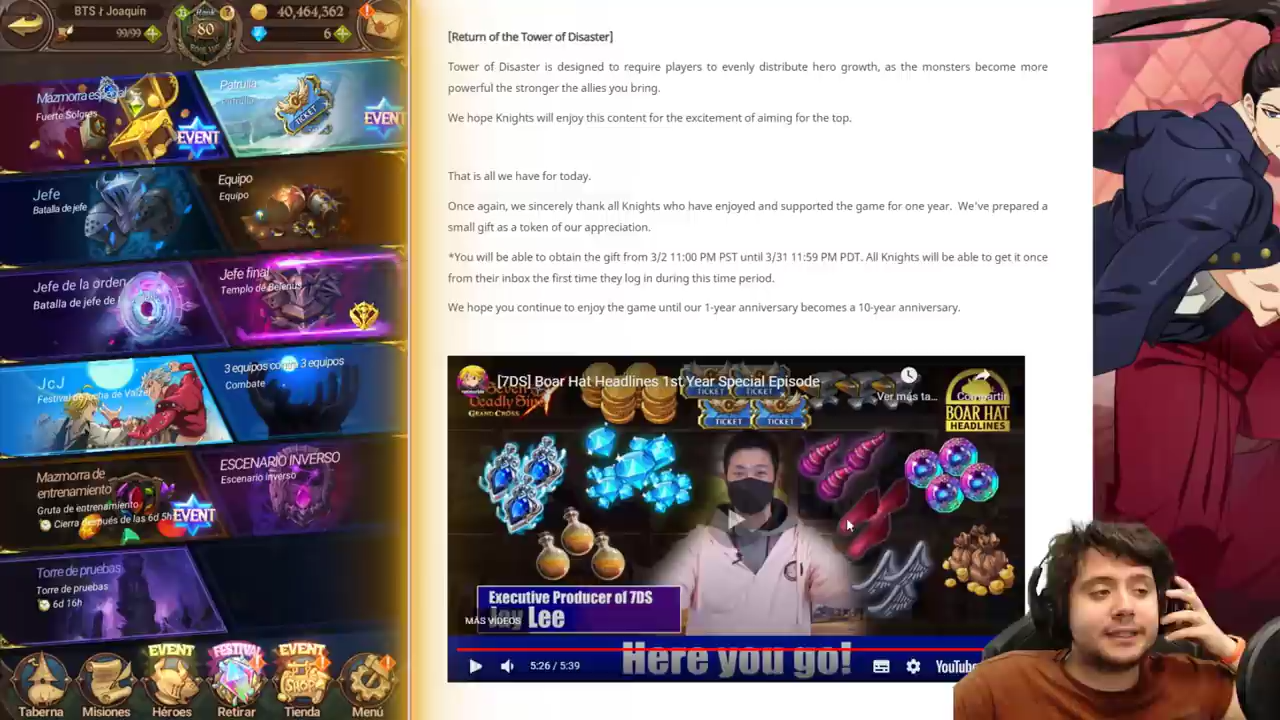 BTS ł Joaquín
Rank
40,464,362
99/99
80
6
Mazmorra especial
Fuerte Solgres
EVENT
Patrulla
Patrulla
TICKET
EVENT
Jefe
Batalla de jefe
Equipo
Equipo
Jefe de la orden
Batalla de jefe de l
Jefe final
Templo de Belenus
JcJ
Festival de lucha de Vaizel
3 equipos contra 3 equipos
Combate
Mazmorra de
entrenamiento
Gruta de entrenamiento
Cierra después de las 6d 5h
EVENT
ESCENARIO INVERSO
Escenario inverso
Torre de pruebas
Torre de pruebas
6d 16h
EVENT
FESTIVAL
EVENT
SHOP
Taberna
Misiones
Héroes
Retirar
Tienda
Menú
[Return of the Tower of Disaster]
Tower of Disaster is designed to require players to evenly distribute hero growth, as the monsters become more
powerful the stronger the allies you bring.
We hope Knights will enjoy this content for the excitement of aiming for the top.
That is all we have for today.
Once again, we sincerely thank all Knights who have enjoyed and supported the game for one year. We've prepared a
small gift as a token of our appreciation.
*You will be able to obtain the gift from 3/2 11:00 PM PST until 3/31 11:59 PM PDT. All Knights will be able to get it once
from their inbox the first time they log in during this time period.
We hope you continue to enjoy the game until our 1-year anniversary becomes a 10-year anniversary.
[7DS] Boar Hat Headlines 1st Year Special Episode
Deadly Sins
GRAND CROSS
TICKET TICKET
TICKET TICKET
Ver más ta...
Compartir
BOAR HAT
HEADLINES
Executive Producer of 7DS
Jay Lee
MÁS VÍDEOS
Here you go!
5:26 / 5:39
YouTube